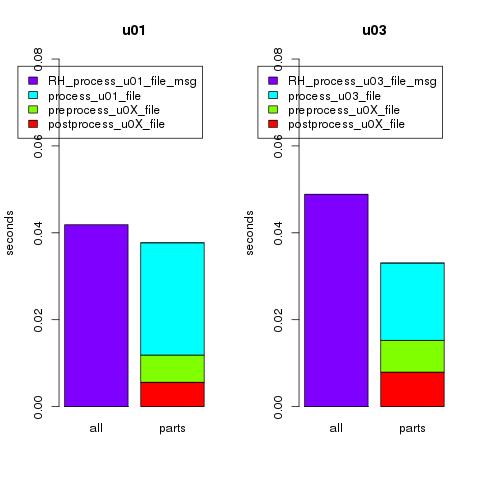 u01
0.08
0.06
0.04
0.02
0.00
seconds
RH_process_u01_file_msg
process_u01_file
preprocess_u0X_file
postprocess_u0X_file
all parts
u03
0.08
0.06
0.04
0.02
0.00
seconds
RH_process_u03_file_msg
process_u03_file
preprocess_u0X_file
postprocess_u0X_file
all parts